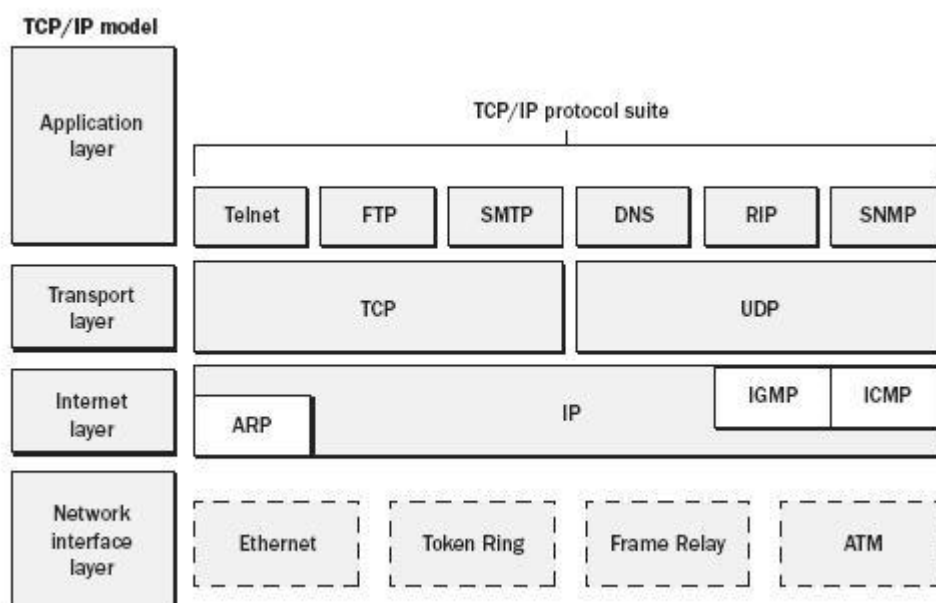 TCP/IP model
Application
layer
TCP/IP protocol suite
Telnet FTP SMTP DNS RIP SNMP
Transport
layer
TCP UDP
Internet
layer
ARP IP IGMP ICMP
Network
interface
layer
Ethernet Token Ring Frame Relay ATM